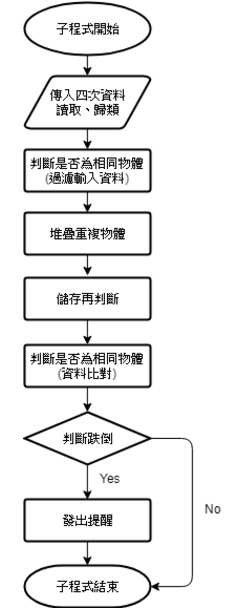 子程式開始
傳入四次資料
讀取、歸類
判斷是否為相同物體
(過濾輸入資料)
堆疊重複物體
儲存再判斷
判斷是否為相同物體
(資料比對)
判斷跌倒
Yes
No
發出提醒
子程式結束